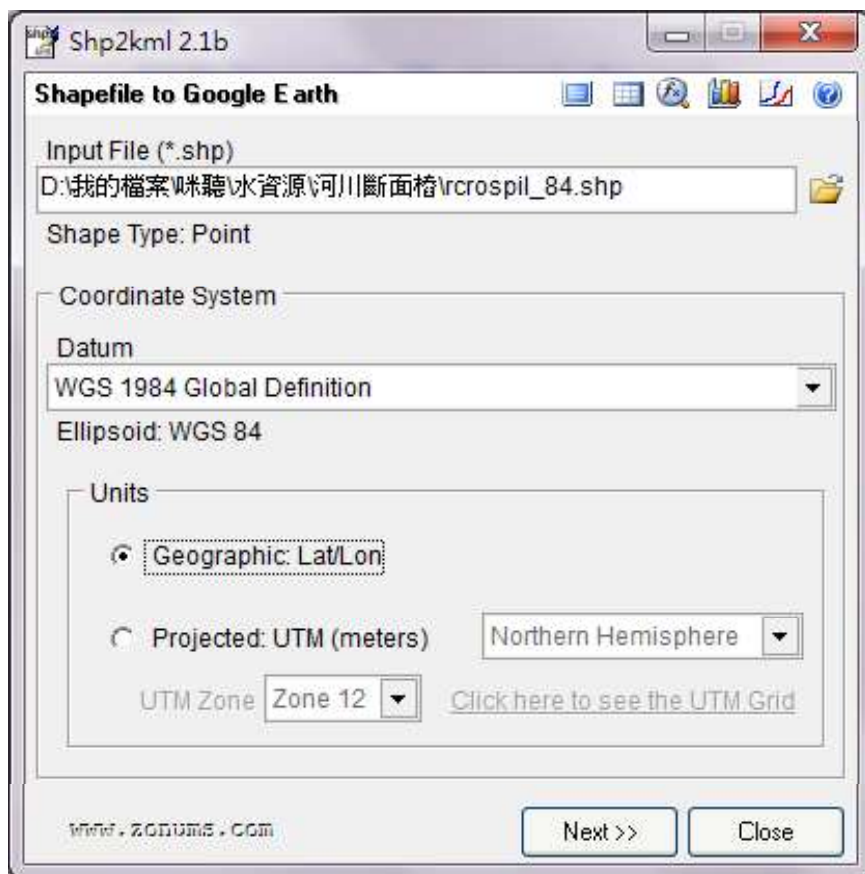 Shp2kml 2.1b
Shapefile to Google Earth
Input File (*.shp)
D:\我的檔案\咪聽\水資源\河川斷面樁\rcrospil_84.shp
Shape Type: Point
Coordinate System
Datum
WGS 1984 Global Definition
Ellipsoid: WGS 84
Units
Geographic: Lat/Lon
Projected: UTM (meters)
Northern Hemisphere
UTM Zone
Zone 12
Click here to see the UTM Grid
www.zonums.com
Next >>
Close